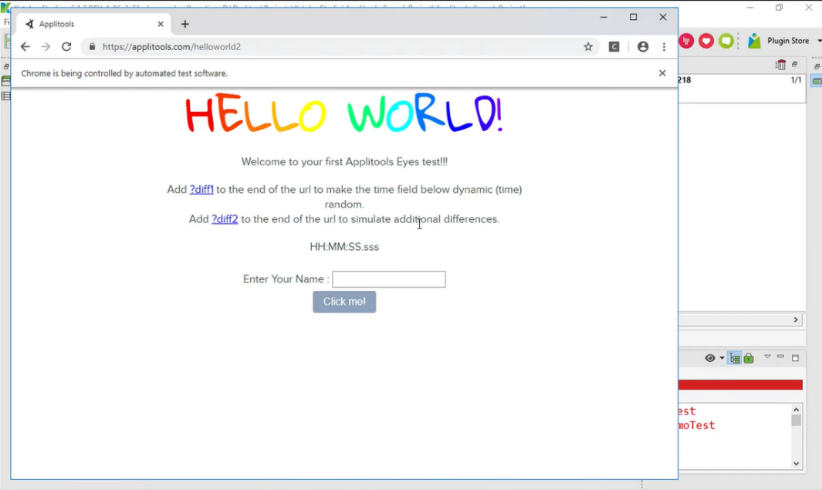 Applitools
https://applitools.com/helloworld2
Plugin Store
Chrome is being controlled by automated test software.
218
1/1
HELLO WORLD!
Welcome to your first Applitools Eyes test!!!
Add ?diff1 to the end of the url to make the time field below dynamic (time)
random.
Add ?diff2 to the end of the url to simulate additional differences.
HH:MM:SS.sss
Enter Your Name :
Click me!
est
moTest